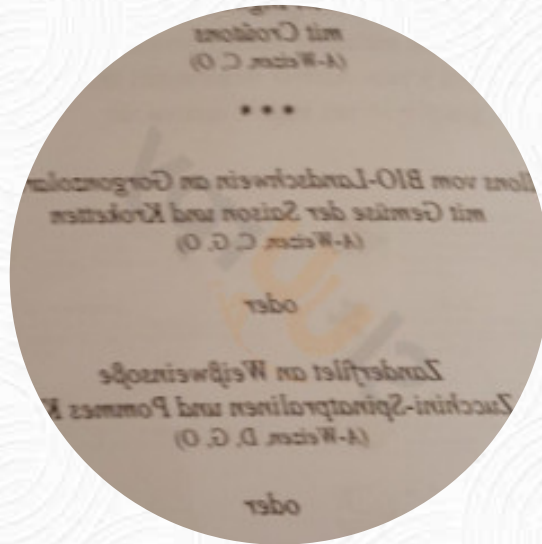 mit Croûtons
(A-Weizen, C, O)
***
vom BIO-Landschwein an
mit Gemüse der Saison und Kroketten
(A-Weizen, C, G, O)
oder
Zanderfilet an Weißweinsoße
Zucchini-Spinatpralinen und Pommes
(A-Weizen, D, G, O)
oder